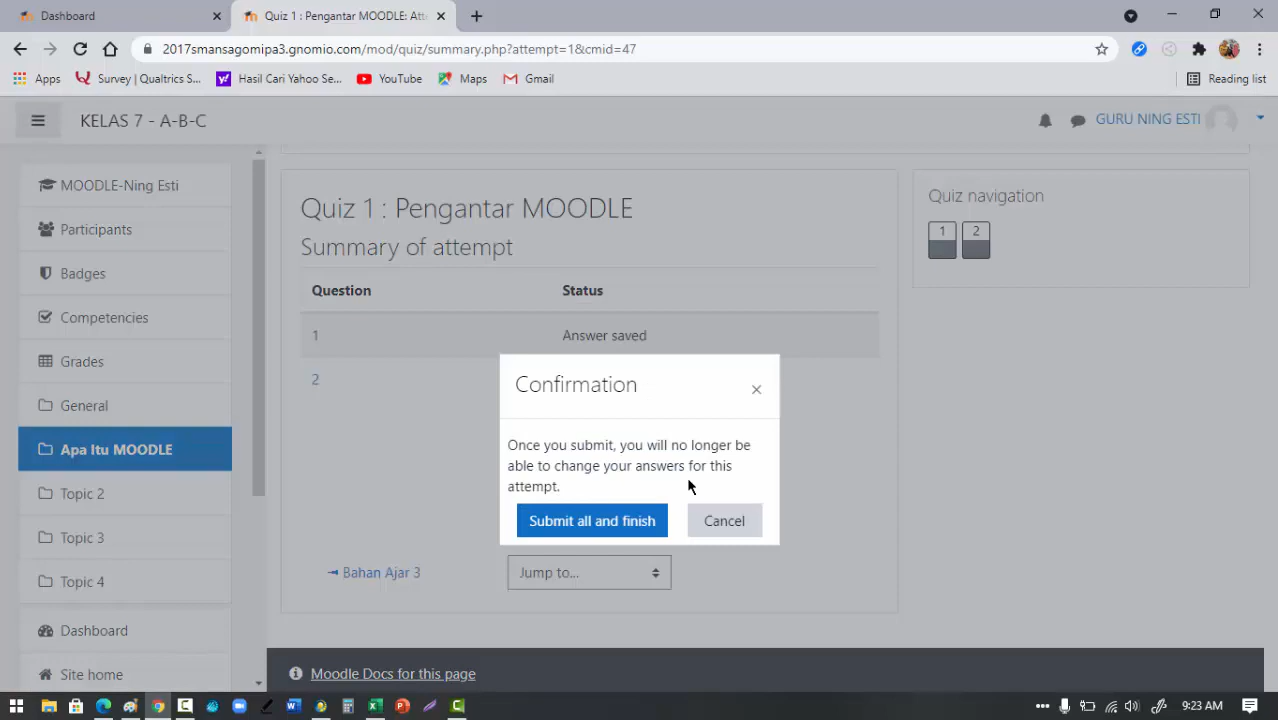 Dashboard
Quiz 1 : Pengantar MOODLE: Att
2017smansagomipa3.gnomio.com/mod/quiz/summary.php?attempt=1&cmid=47
Apps
Survey | Qualtrics S...
Hasil Cari Yahoo Se...
YouTube
Maps
Gmail
Reading list
KELAS 7 - A-B-C
GURU NING ESTI
MOODLE-Ning Esti
Participants
Badges
Competencies
Grades
General
Apa Itu MOODLE
Topic 2
Topic 3
Topic 4
Dashboard
Site home
Quiz 1 : Pengantar MOODLE
Summary of attempt
Question Status
1 Answer saved
2
Confirmation
Once you submit, you will no longer be
able to change your answers for this
attempt.
Submit all and finish
Cancel
Bahan Ajar 3
Jump to...
Quiz navigation
1 2
Moodle Docs for this page
9:23 AM